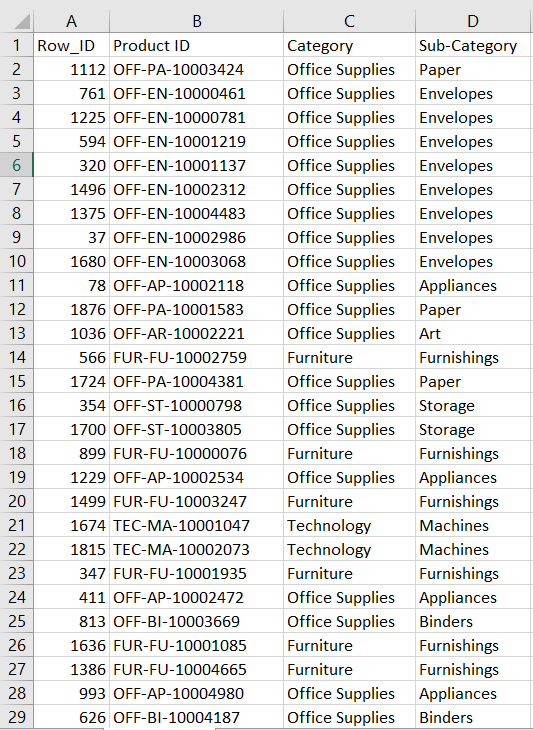 A B C D
1 Row_ID Product ID Category Sub-Category
2 1112 OFF-PA-10003424 Office Supplies Paper
3 761 OFF-EN-10000461 Office Supplies Envelopes
4 1225 OFF-EN-10000781 Office Supplies Envelopes
5 594 OFF-EN-10001219 Office Supplies Envelopes
6 320 OFF-EN-10001137 Office Supplies Envelopes
7 1496 OFF-EN-10002312 Office Supplies Envelopes
8 1375 OFF-EN-10004483 Office Supplies Envelopes
9 37 OFF-EN-10002986 Office Supplies Envelopes
10 1680 OFF-EN-10003068 Office Supplies Envelopes
11 78 OFF-AP-10002118 Office Supplies Appliances
12 1876 OFF-PA-10001583 Office Supplies Paper
13 1036 OFF-AR-10002221 Office Supplies Art
14 566 FUR-FU-10002759 Furniture Furnishings
15 1724 OFF-PA-10004381 Office Supplies Paper
16 354 OFF-ST-10000798 Office Supplies Storage
17 1700 OFF-ST-10003805 Office Supplies Storage
18 899 FUR-FU-10000076 Furniture Furnishings
19 1229 OFF-AP-10002534 Office Supplies Appliances
20 1499 FUR-FU-10003247 Furniture Furnishings
21 1674 TEC-MA-10001047 Technology Machines
22 1815 TEC-MA-10002073 Technology Machines
23 347 FUR-FU-10001935 Furniture Furnishings
24 411 OFF-AP-10002472 Office Supplies Appliances
25 813 OFF-BI-10003669 Office Supplies Binders
26 1636 FUR-FU-10001085 Furniture Furnishings
27 1386 FUR-FU-10004665 Furniture Furnishings
28 993 OFF-AP-10004980 Office Supplies Appliances
29 626 OFF-BI-10004187 Office Supplies Binders